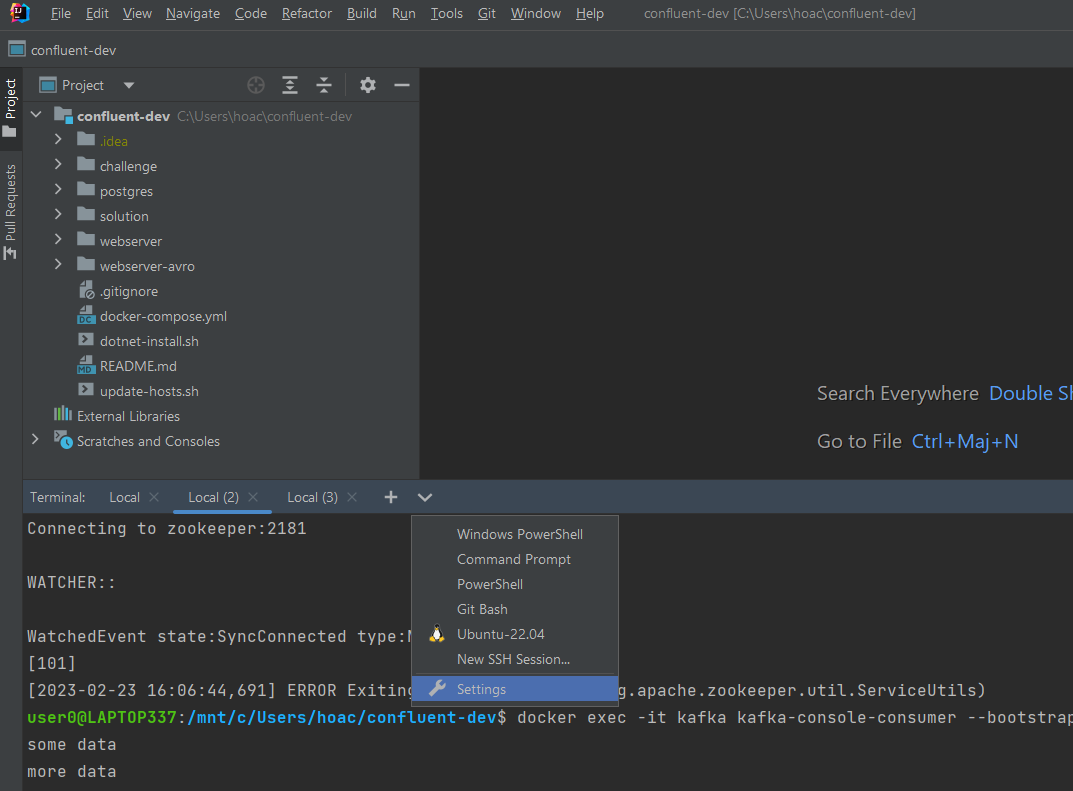 File Edit View Navigate Code Refactor Build Run Tools Git Window Help confluent-dev [C:\Users\hoac\confluent-dev]
confluent-dev
Project
Pull Requests
Project
confluent-dev C:\Users\hoac\confluent-dev
.idea
challenge
postgres
solution
webserver
webserver-avro
.gitignore
docker-compose.yml
dotnet-install.sh
README.md
update-hosts.sh
External Libraries
Scratches and Consoles
Search Everywhere Double Sh
Go to File Ctrl+Maj+N
Terminal: Local Local (2) Local (3)
Windows PowerShell
Command Prompt
PowerShell
Git Bash
Ubuntu-22.04
New SSH Session...
Settings
Connecting to zookeeper:2181
WATCHER::
WatchedEvent state:SyncConnected type:
[101]
[2023-02-23 16:06:44,691] ERROR Exiting g.apache.zookeeper.util.ServiceUtils)
user0@LAPTOP337:/mnt/c/Users/hoac/confluent-dev$ docker exec -it kafka kafka-console-consumer --bootstrap
some data
more data